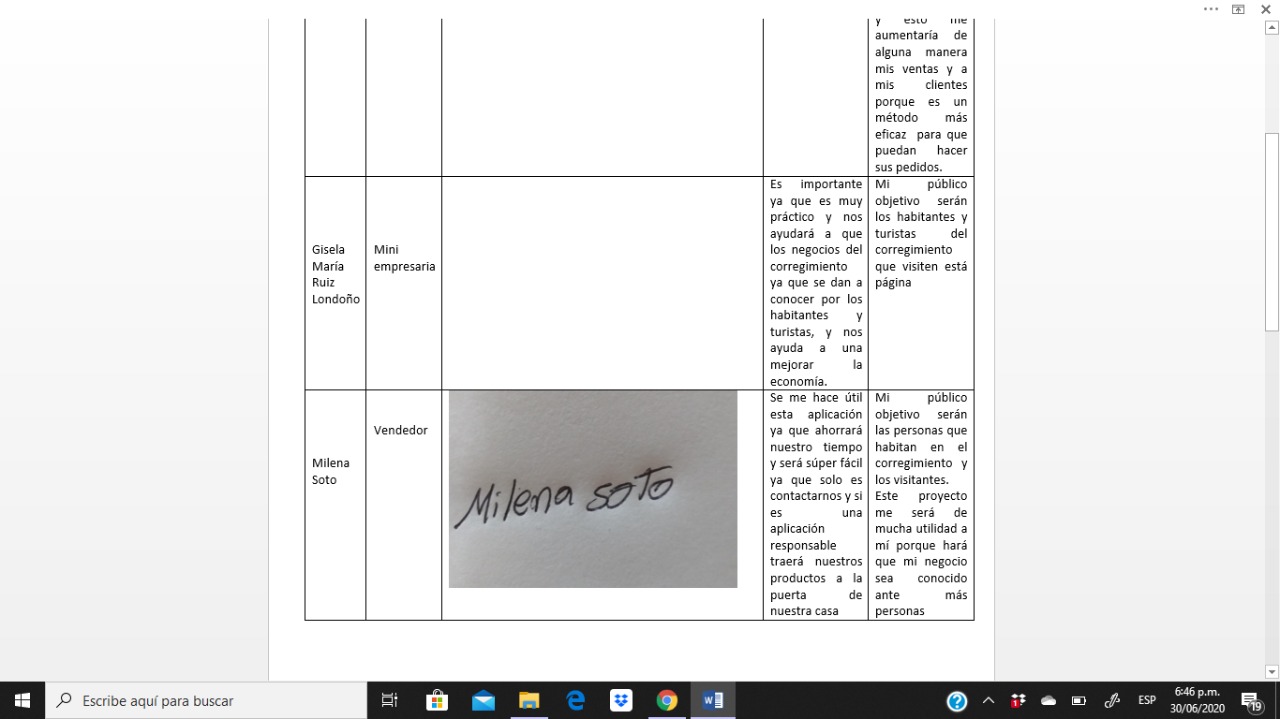 y esto me
aumentaría de
alguna manera
mis ventas y a
mis clientes
porque es un
método más
eficaz para que
puedan hacer
sus pedidos.
Gisela
María
Ruiz
Londoño
Mini
empresaria
Es importante
ya que es muy
práctico y nos
ayudará a que
los negocios del
corregimiento
ya que se dan a
conocer por los
habitantes y
turistas, y nos
ayuda a una
mejorar la
economía.
Mi público
objetivo serán
los habitantes y
turistas del
corregimiento
que visiten está
página
Milena
Soto
Vendedor
Milena soto
Se me hace útil
esta aplicación
ya que ahorrará
nuestro tiempo
y será súper fácil
ya que solo es
contactarnos y si
es una
aplicación
responsable
traerá nuestros
productos a la
puerta de
nuestra casa
Mi público
objetivo serán
las personas que
habitan en el
corregimiento y
los visitantes.
Este proyecto
me será de
mucha utilidad a
mí porque hará
que mi negocio
sea conocido
ante más
personas
Escribe aquí para buscar
ESP
6:46 p.m.
30/06/2020
19